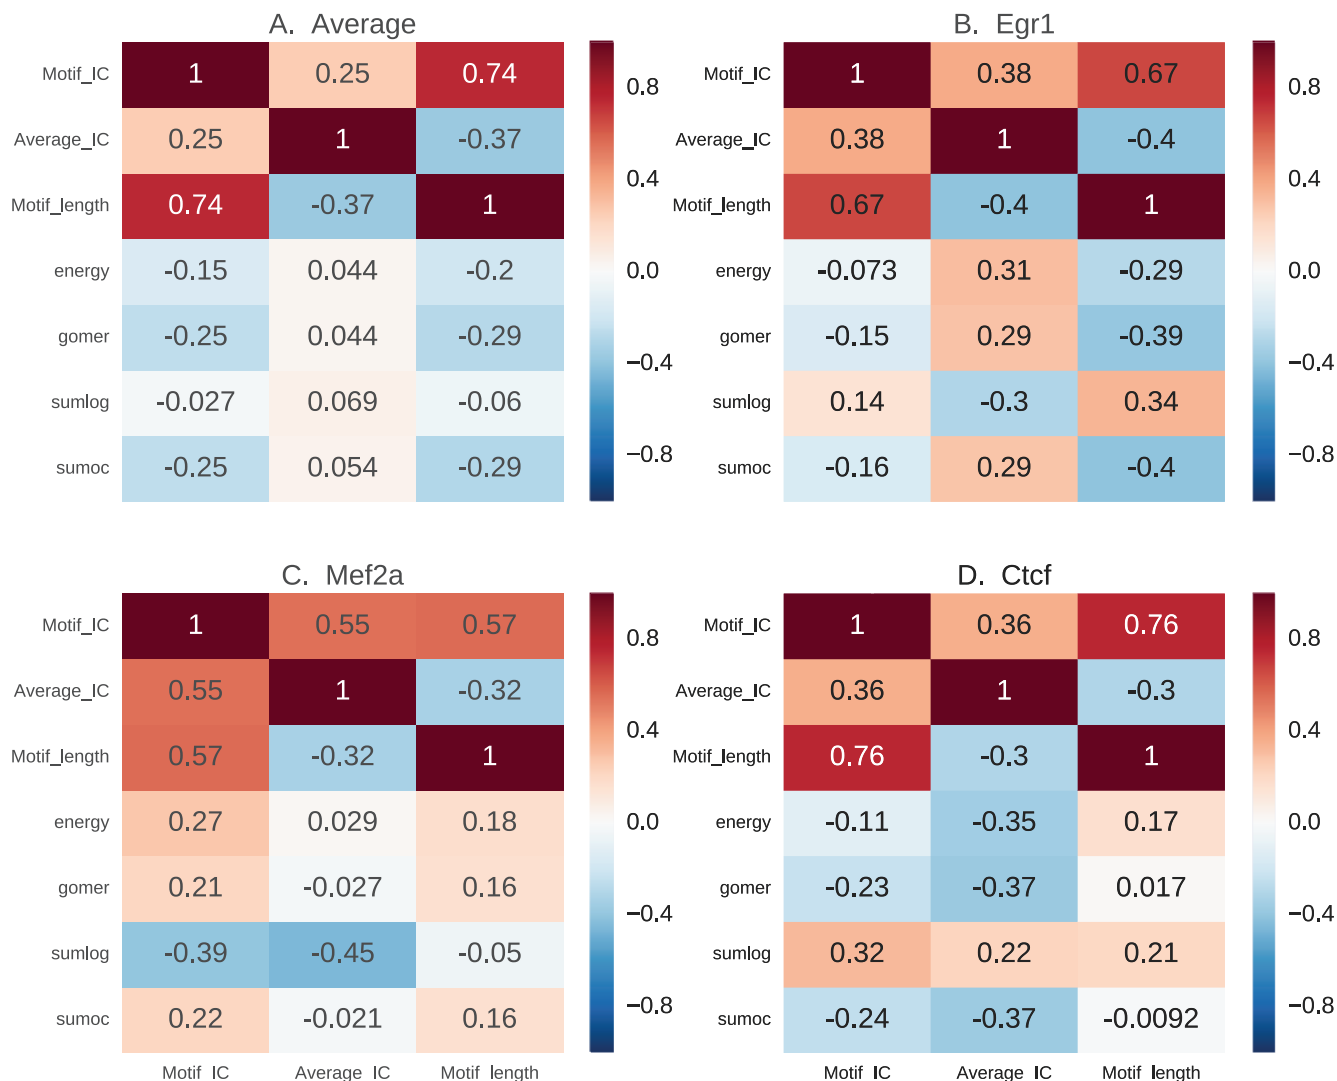 A. Average
Motif_IC 1 0.25 0.74
Average_IC 0.25 1 -0.37
Motif_length 0.74 -0.37 1
energy -0.15 0.044 -0.2
gomer -0.25 0.044 -0.29
sumlog -0.027 0.069 -0.06
sumoc -0.25 0.054 -0.29
0.8
0.4
0.0
−0.4
−0.8
B. Egr1
Motif_IC 1 0.38 0.67
Average_IC 0.38 1 -0.4
Motif_length 0.67 -0.4 1
energy -0.073 0.31 -0.29
gomer -0.15 0.29 -0.39
sumlog 0.14 -0.3 0.34
sumoc -0.16 0.29 -0.4
0.8
0.4
0.0
−0.4
−0.8
C. Mef2a
Motif_IC 1 0.55 0.57
Average_IC 0.55 1 -0.32
Motif_length 0.57 -0.32 1
energy 0.27 0.029 0.18
gomer 0.21 -0.027 0.16
sumlog -0.39 -0.45 -0.05
sumoc 0.22 -0.021 0.16
Motif_IC Average_IC Motif_length
0.8
0.4
0.0
−0.4
−0.8
D. Ctcf
Motif_IC 1 0.36 0.76
Average_IC 0.36 1 -0.3
Motif_length 0.76 -0.3 1
energy -0.11 -0.35 0.17
gomer -0.23 -0.37 0.017
sumlog 0.32 0.22 0.21
sumoc -0.24 -0.37 -0.0092
Motif_IC Average_IC Motif_length
0.8
0.4
0.0
−0.4
−0.8